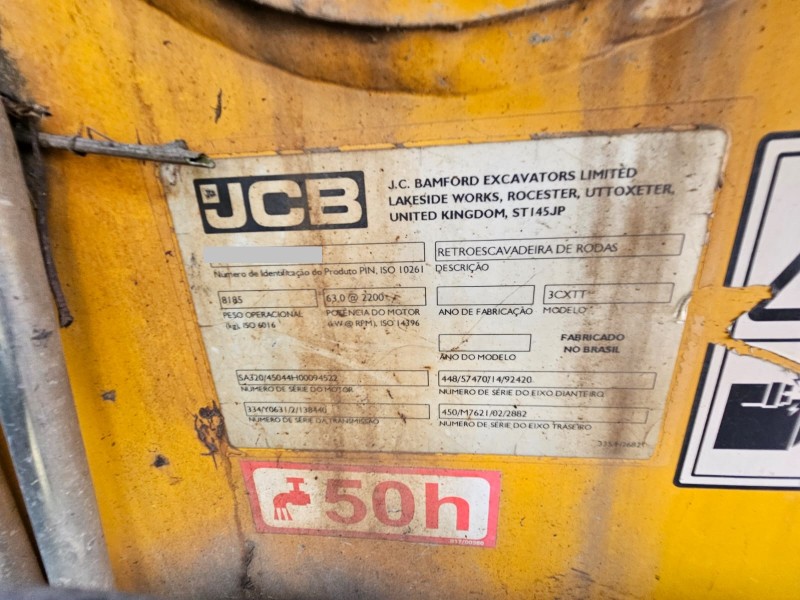 JCB
J.C. BAMFORD EXCAVATORS LIMITED
LAKESIDE WORKS, ROCESTER, UTTOXETER,
UNITED KINGDOM, ST145JP
RETROESCAVADEIRA DE RODAS
Número de Identificação do Produto PIN, ISO 10261
DESCRIÇÃO
8185
63.0 @ 2200
3CXTT
PESO OPERACIONAL
(kg), ISO 6016
POTÊNCIA DO MOTOR
(kW @ RPM), ISO 14396
ANO DE FABRICAÇÃO
MODELO
ANO DO MODELO
FABRICADO
NO BRASIL
SA320/45044H00094522
NÚMERO DE SÉRIE DO MOTOR
448/57470/14/92420
NÚMERO DE SÉRIE DO EIXO DIANTEIRO
334/Y0631/2/138440
NÚMERO DE SÉRIE DA TRANSMISSÃO
450/M7621/02/2882
NÚMERO DE SÉRIE DO EIXO TRASEIRO
50h